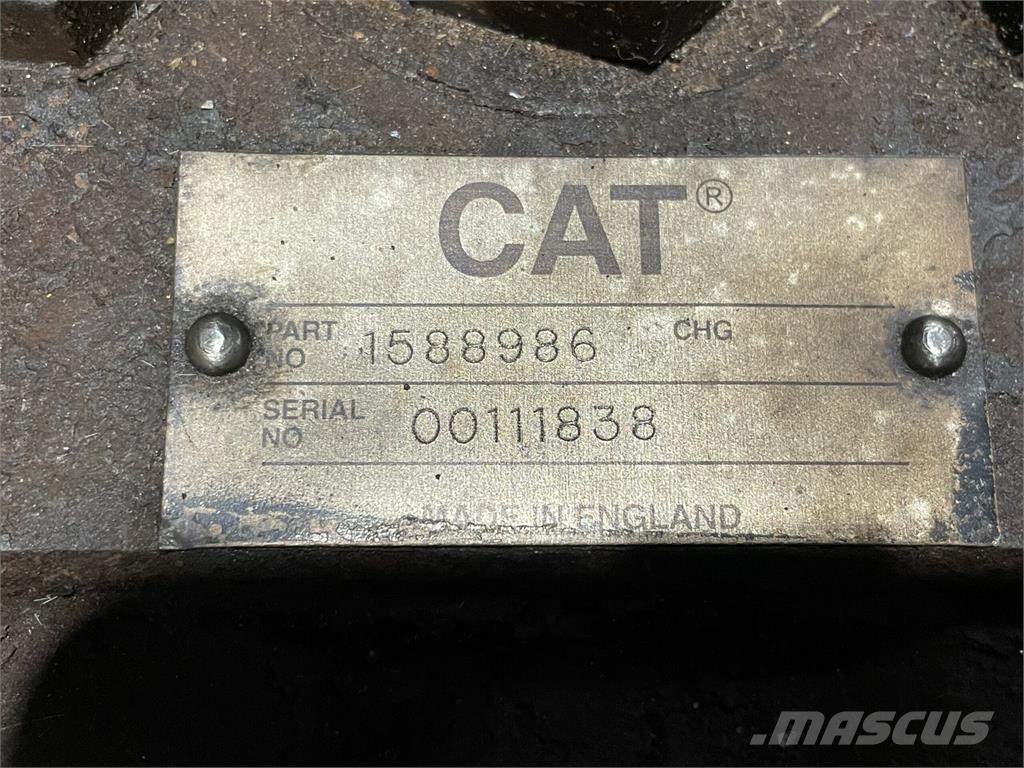 CAT®
PART NO 1588986 CHG
SERIAL NO 00111838
MADE IN ENGLAND
MASCUS